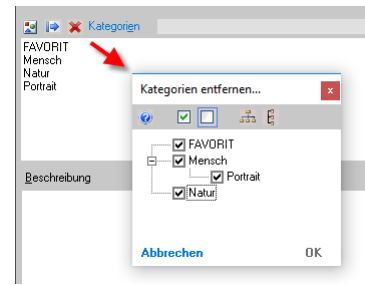 Kategorien
FAVORIT
Mensch
Natur
Portrait
Beschreibung
Kategorien entfernen...
x
FAVORIT
Mensch
Portrait
Natur
Abbrechen
OK